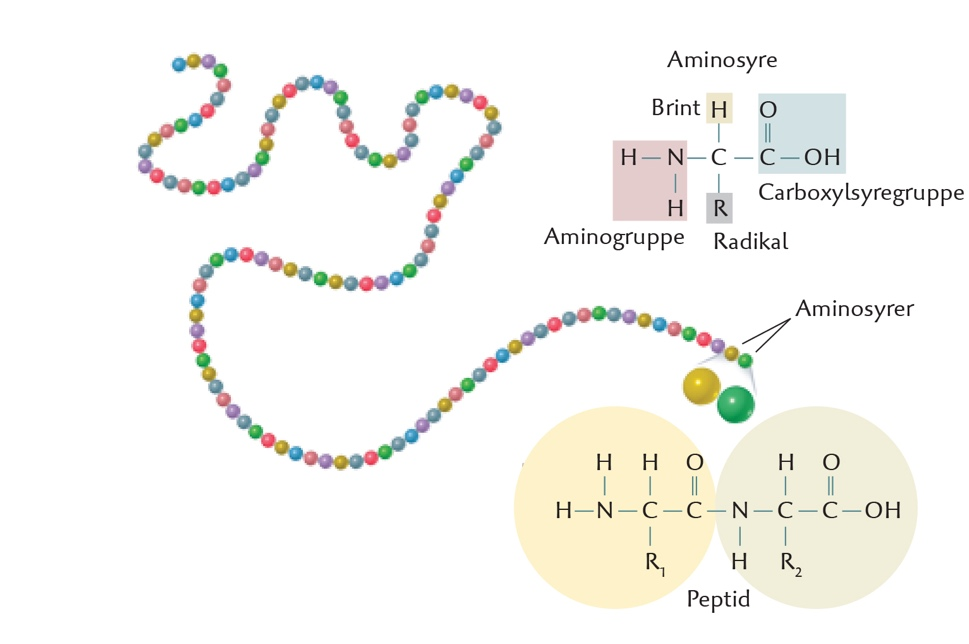 Aminosyre
Brint H O
H – N – C – C – OH
H R Carboxylsyregruppe
Aminogruppe Radikal
Aminosyrer
H H O H O
H – N – C – C – N – C – C – OH
R₁ H R₂
Peptid